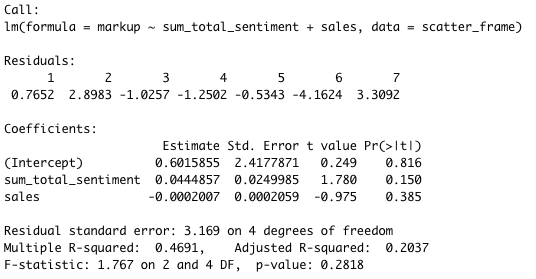 Call:
lm(formula = markup ~ sum_total_sentiment + sales, data = scatter_frame)
Residuals:
1 2 3 4 5 6 7
0.7652 2.8983 -1.0257 -1.2502 -0.5343 -4.1624 3.3092
Coefficients:
Estimate Std. Error t value Pr(>|t|)
(Intercept) 0.6015855 2.4177871 0.249 0.816
sum_total_sentiment 0.0444857 0.0249985 1.780 0.150
sales -0.0002007 0.0002059 -0.975 0.385
Residual standard error: 3.169 on 4 degrees of freedom
Multiple R-squared: 0.4691, Adjusted R-squared: 0.2037
F-statistic: 1.767 on 2 and 4 DF, p-value: 0.2818